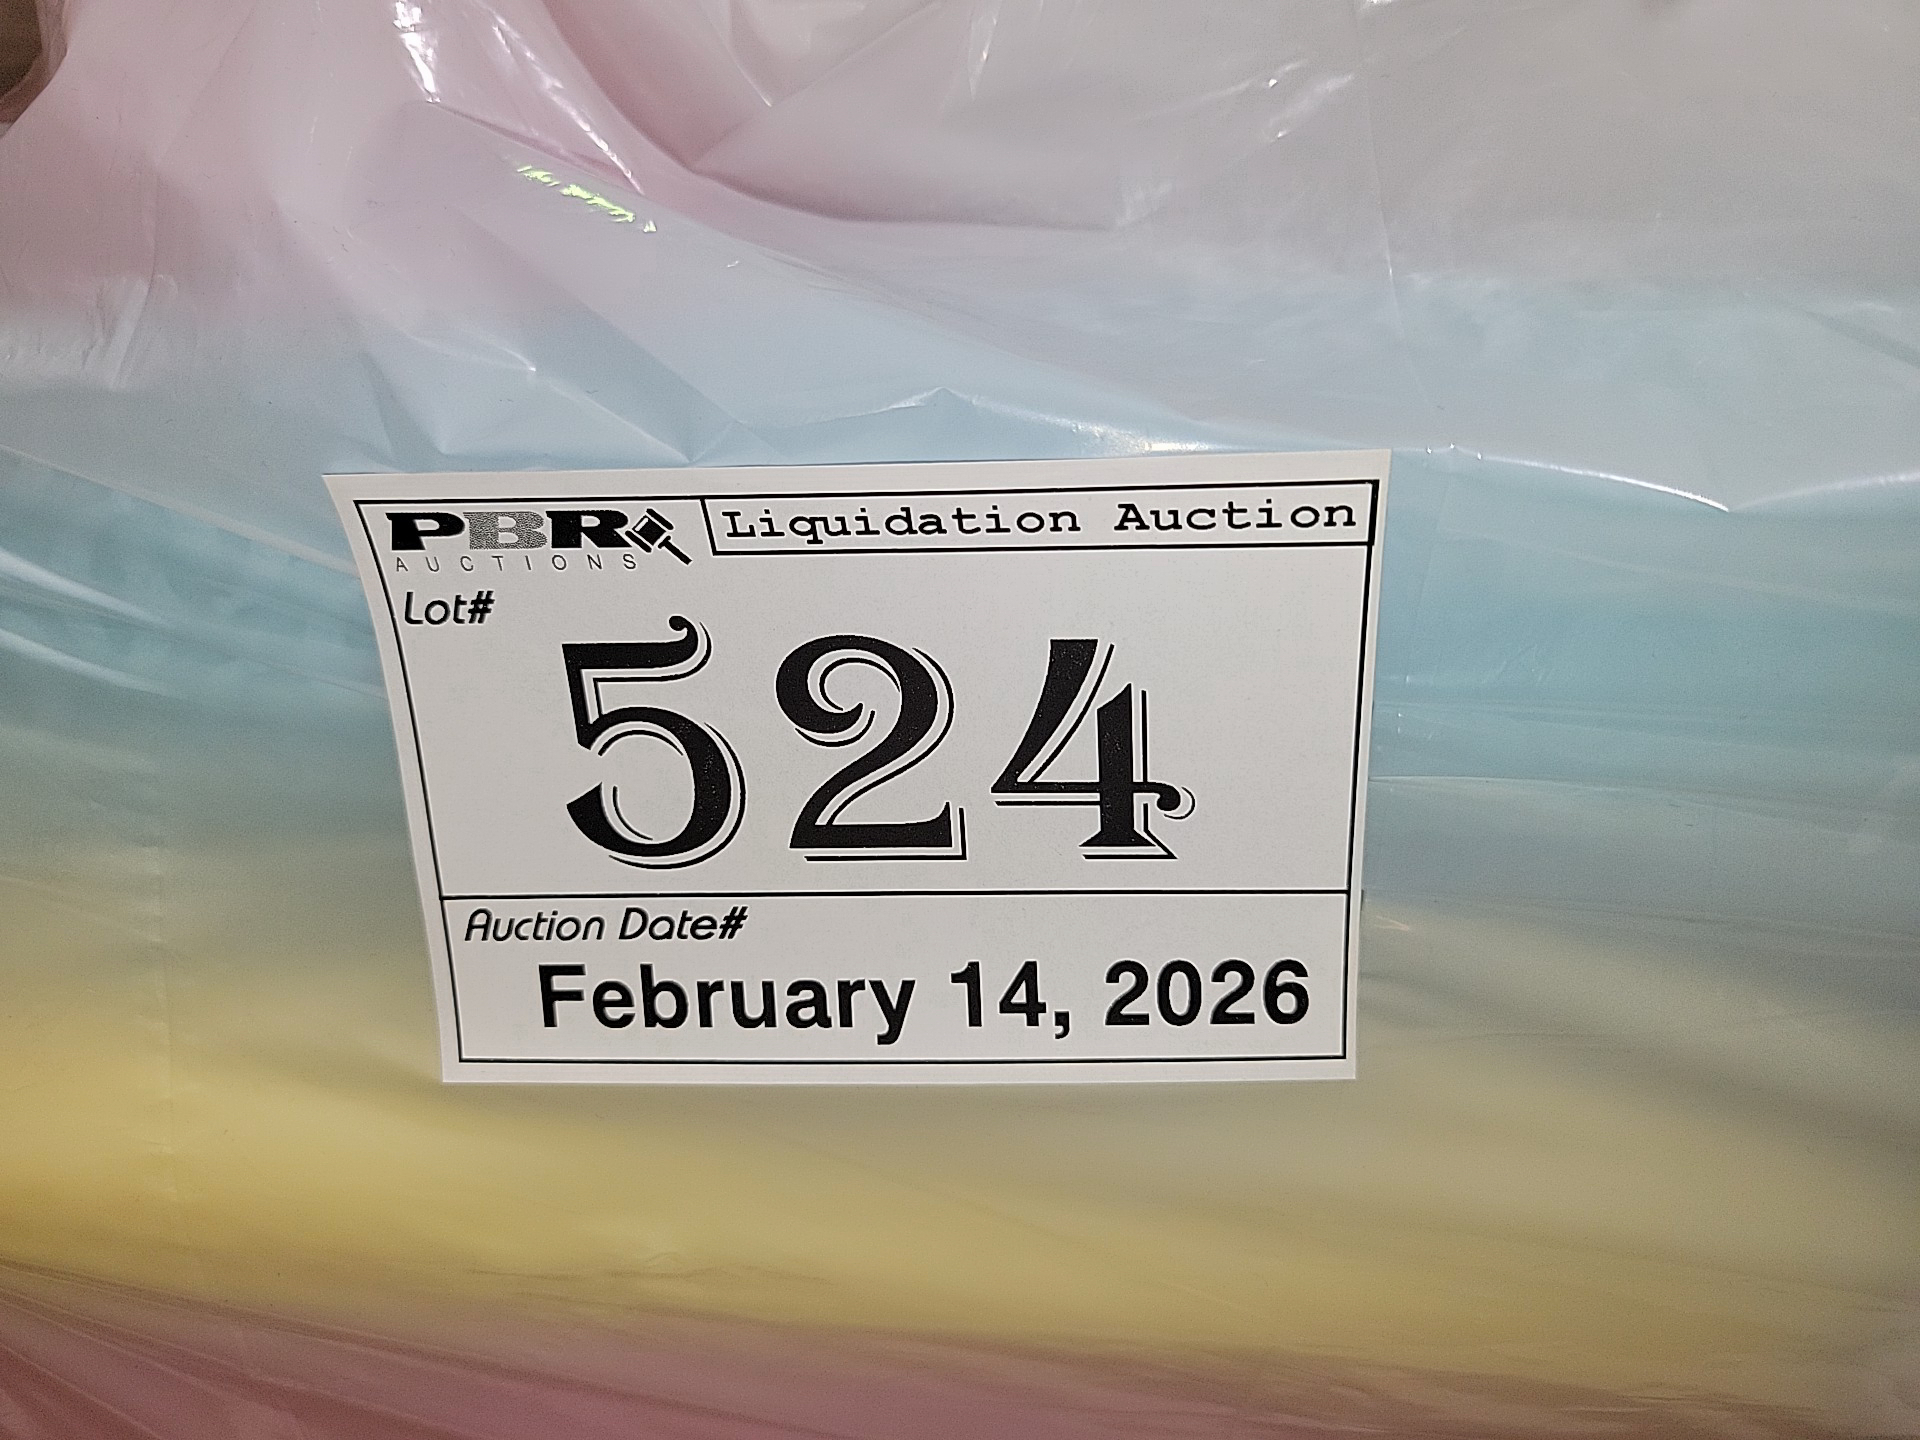 PBR
AUCTIONS
Liquidation Auction
Lot#
524
Auction Date#
February 14, 2026